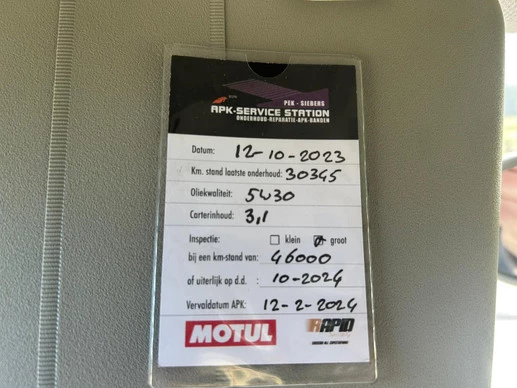 PEK - SIEBERS
APK-SERVICE STATION
ONDERHOUD-REPARATIE-APK-BANDEN
Datum: 12-10-2023
Km. stand laatste onderhoud: 30345
Oliekwaliteit: 5W30
Carterinhoud: 3,1
Inspectie: klein groot
bij een km-stand van: 46000
of uiterlijk op d.d. : 10-2024
Vervaldatum APK: 12-2-2024
MOTUL RAPID